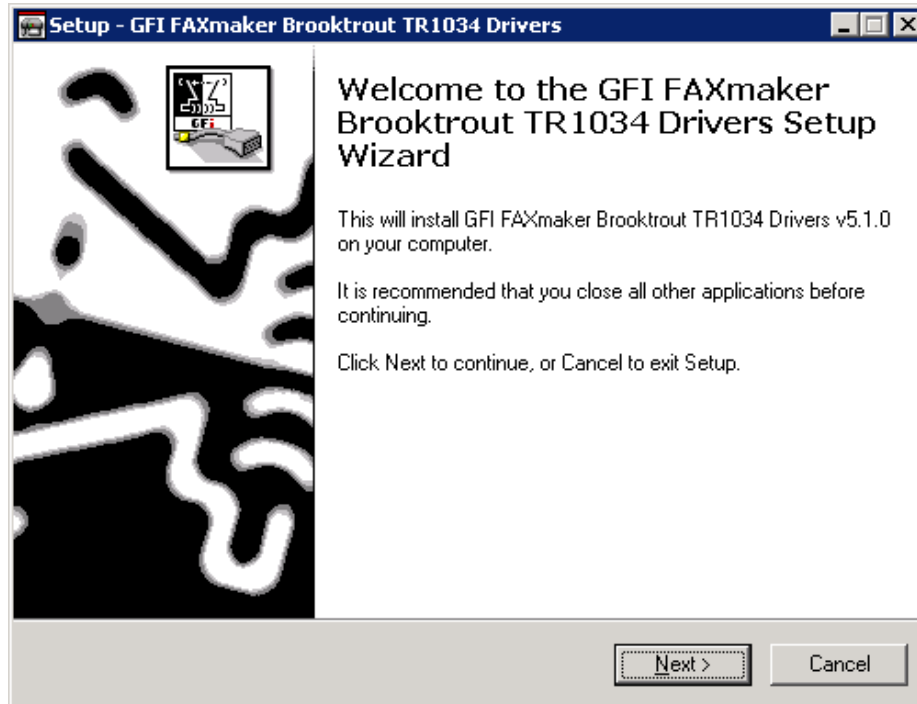 Setup - GFI FAXmaker Brooktrout TR1034 Drivers
GFi
Welcome to the GFI FAXmaker
Brooktrout TR1034 Drivers Setup
Wizard
This will install GFI FAXmaker Brooktrout TR1034 Drivers v5.1.0
on your computer.
It is recommended that you close all other applications before
continuing.
Click Next to continue, or Cancel to exit Setup.
Next >
Cancel